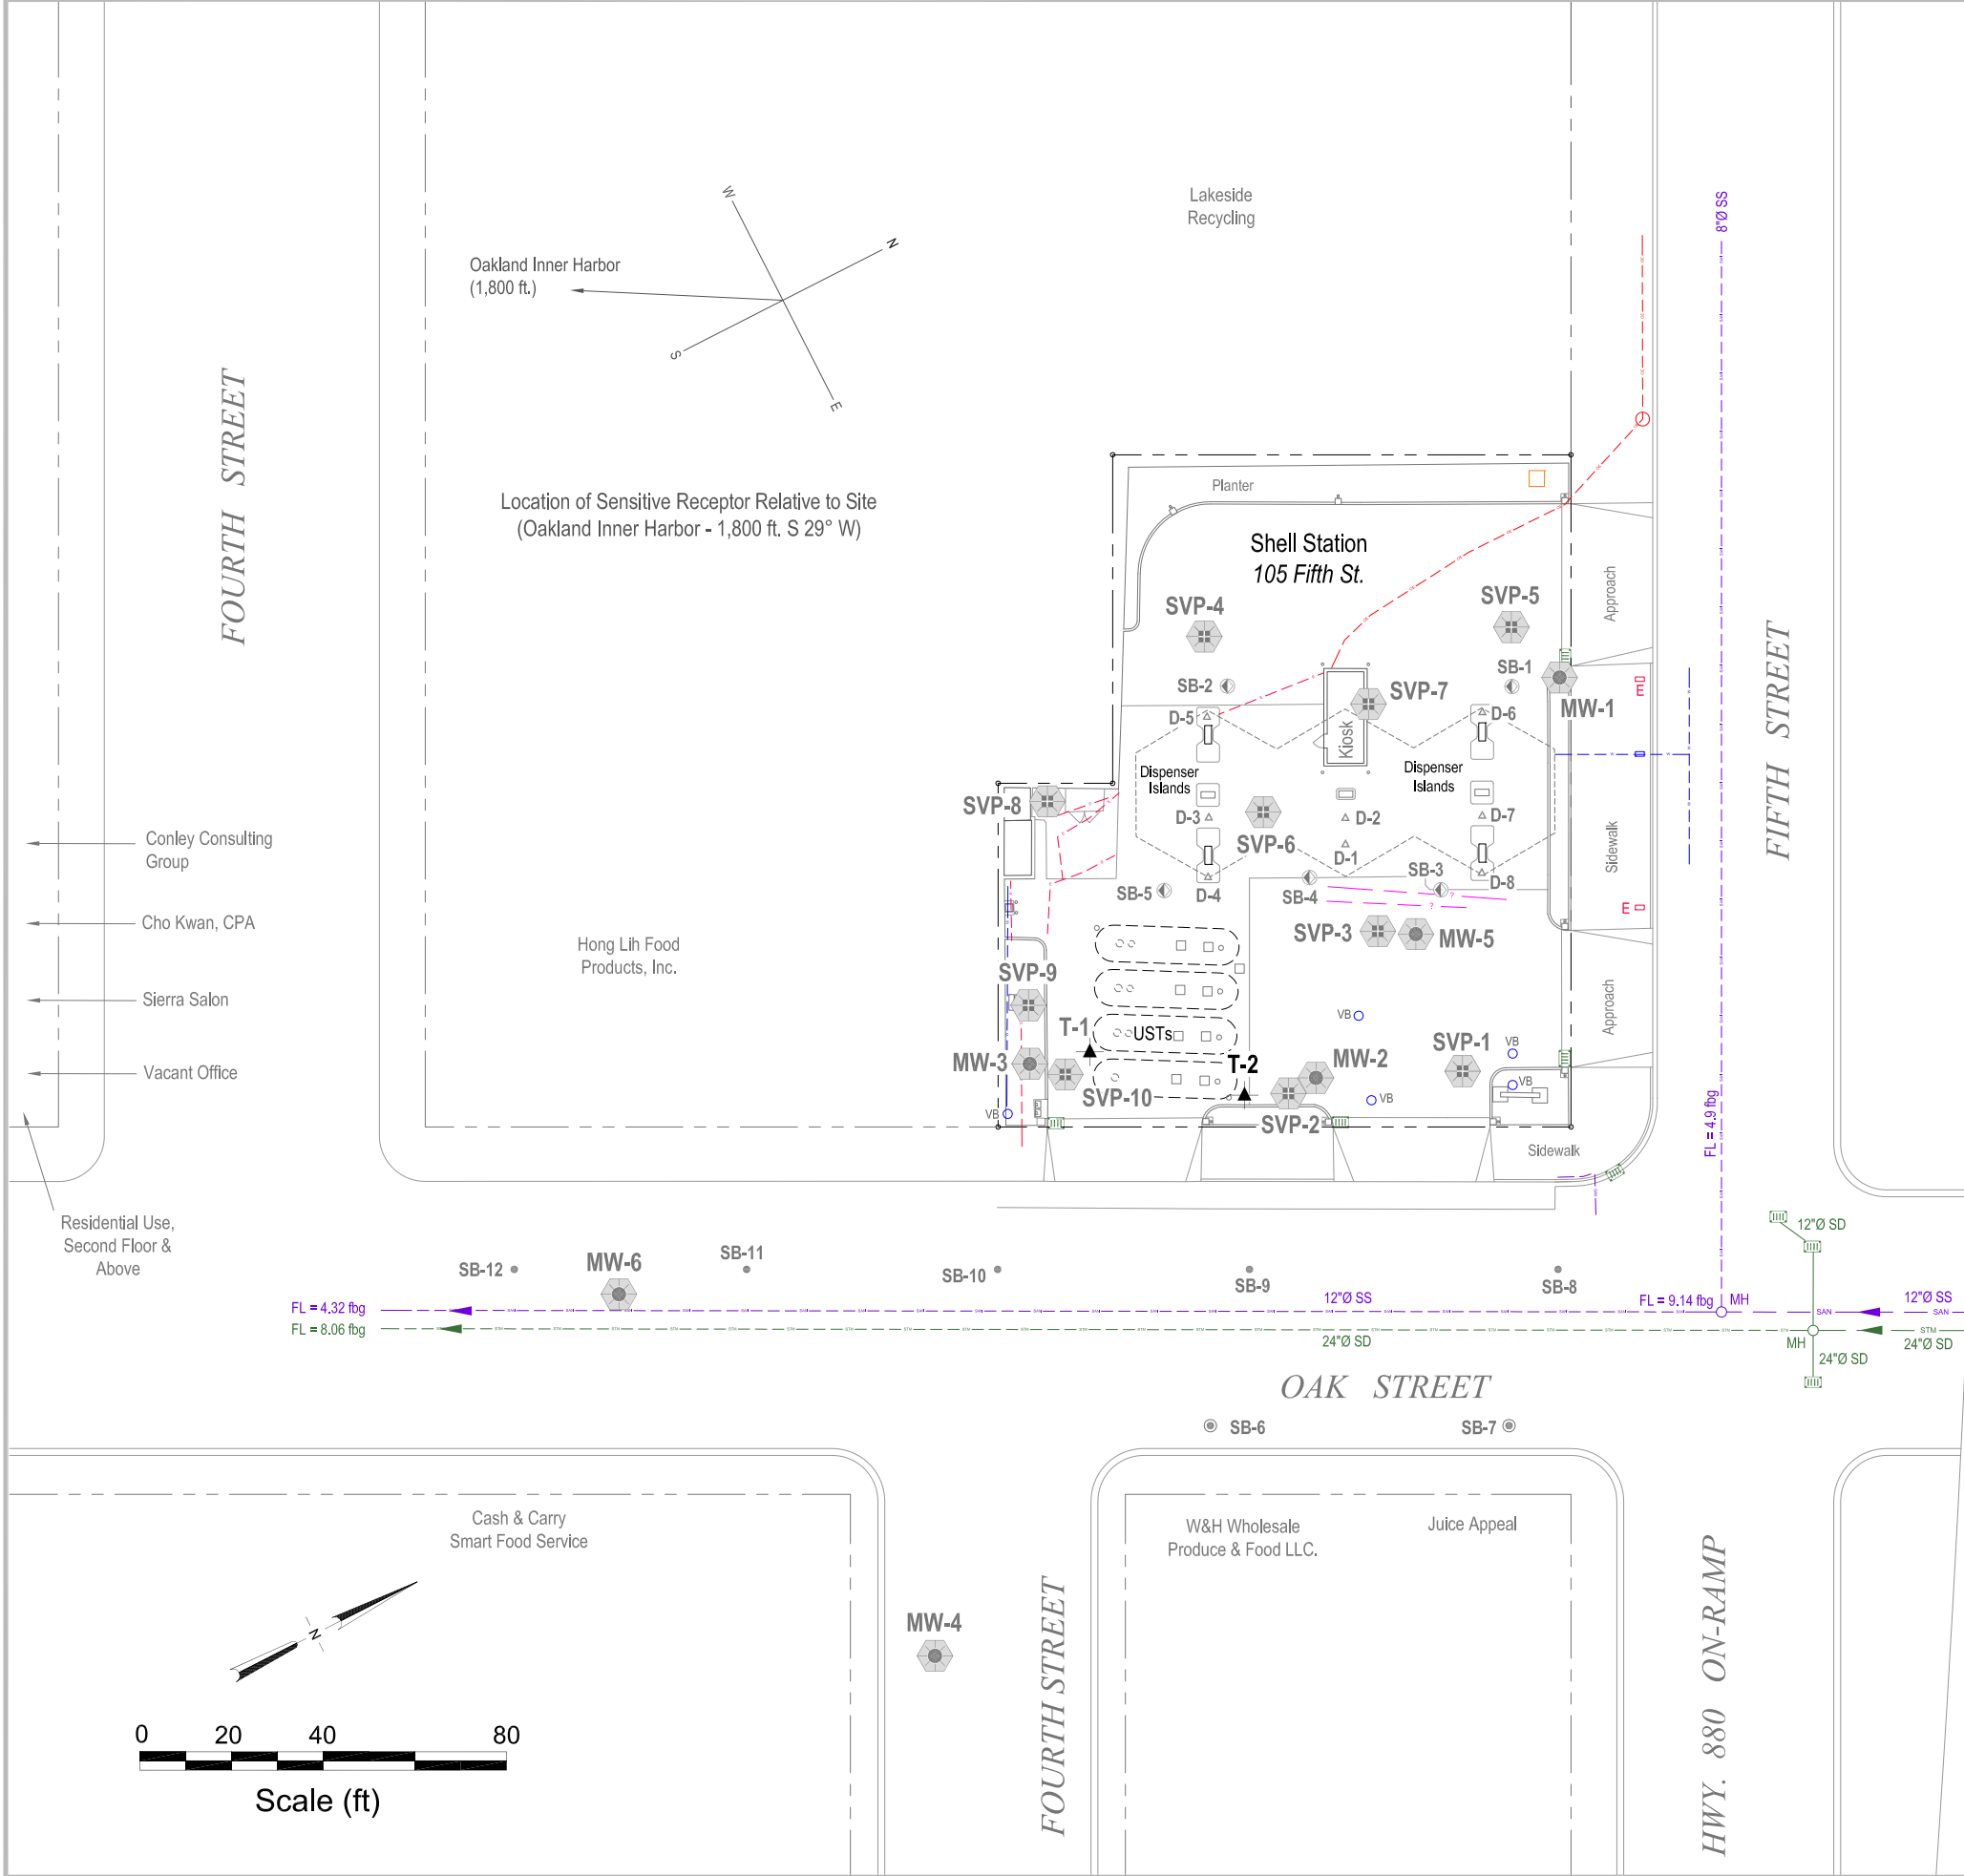 Lakeside
Recycling
8"Ø SS
W
N
S
E
Oakland Inner Harbor
(1,800 ft.)
FOURTH STREET
Location of Sensitive Receptor Relative to Site
(Oakland Inner Harbor - 1,800 ft. S 29° W)
Planter
Shell Station
105 Fifth St.
Approach
SVP-4
SVP-5
SB-2
SB-1
SVP-7
MW-1
E
D-5
D-6
Kiosk
FIFTH STREET
Dispenser
Islands
Dispenser
Islands
SVP-8
D-3
D-2
D-7
SVP-6
D-1
Sidewalk
SB-3
D-8
SB-5
D-4
SB-4
E
?
?
Conley Consulting
Group
Cho Kwan, CPA
Sierra Salon
Vacant Office
Hong Lih Food
Products, Inc.
SVP-3
MW-5
SVP-9
Approach
VB
T-1
USTs
VB
SVP-1
MW-3
T-2
MW-2
VB
SVP-10
VB
VB
SVP-2
FL = 4.9 fbg
Sidewalk
Residential Use,
Second Floor &
Above
12"Ø SD
SB-12
MW-6
SB-11
SB-10
SB-9
SB-8
FL = 4.32 fbg
12"Ø SS
FL = 9.14 fbg
MH
12"Ø SS
SAN
SAN
FL = 8.06 fbg
24"Ø SD
MH
STM
24"Ø SD
24"Ø SD
OAK STREET
SB-6
SB-7
Cash & Carry
Smart Food Service
W&H Wholesale
Produce & Food LLC.
Juice Appeal
MW-4
FOURTH STREET
HWY. 880 ON-RAMP
N
0 20 40 80
Scale (ft)